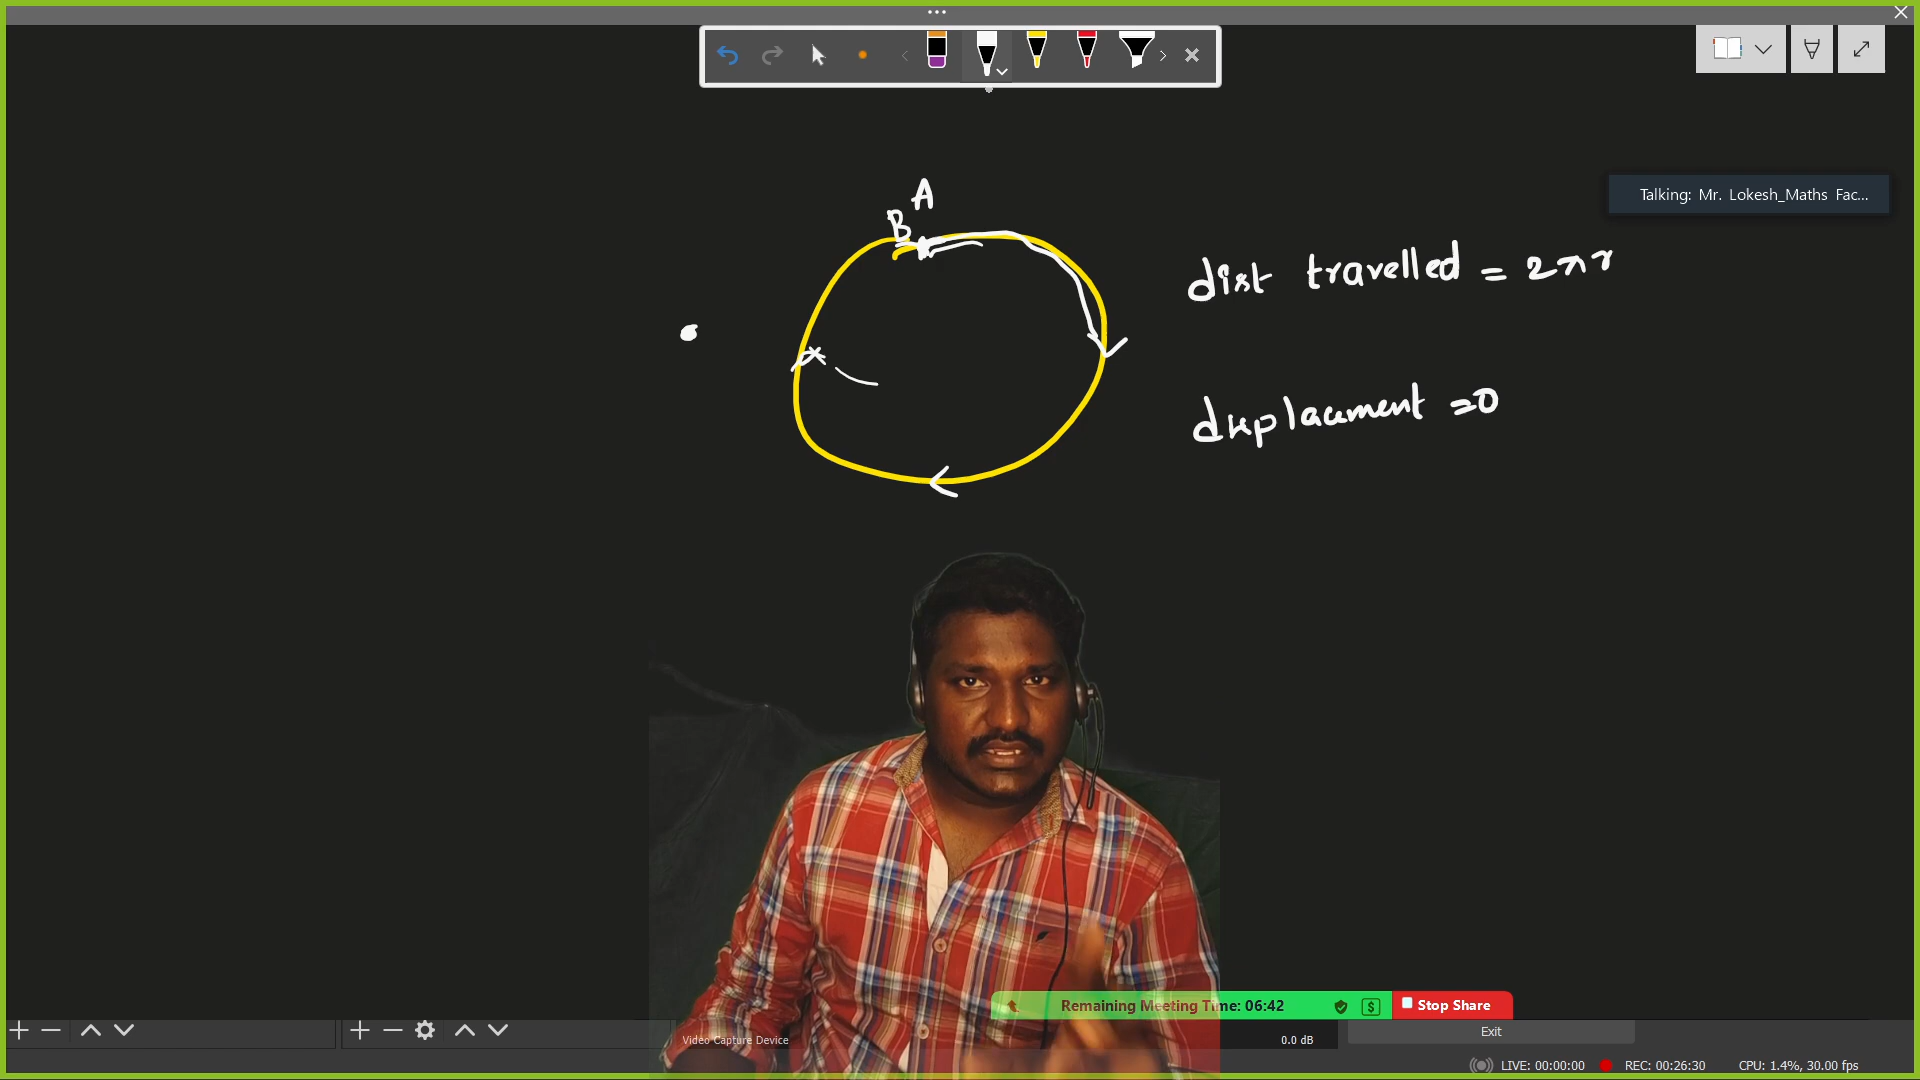 Talking: Mr. Lokesh_Maths Fac...
A
B
dist travelled = 2πr
displacement =0
Remaining Meeting Time: 06:42
Stop Share
Exit
Video Capture Device
0.0 dB
LIVE: 00:00:00
REC: 00:26:30
CPU: 1.4%, 30.00 fps